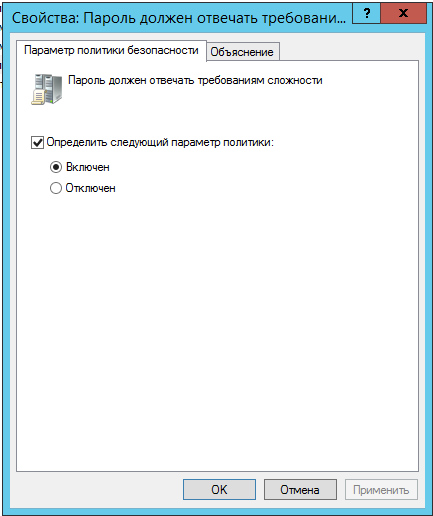 Свойства: Пароль должен отвечать требовани...
? x
Параметр политики безопасности
Объяснение
Пароль должен отвечать требованиям сложности
Определить следующий параметр политики:
Включен
Отключен
OK
Отмена
Применить